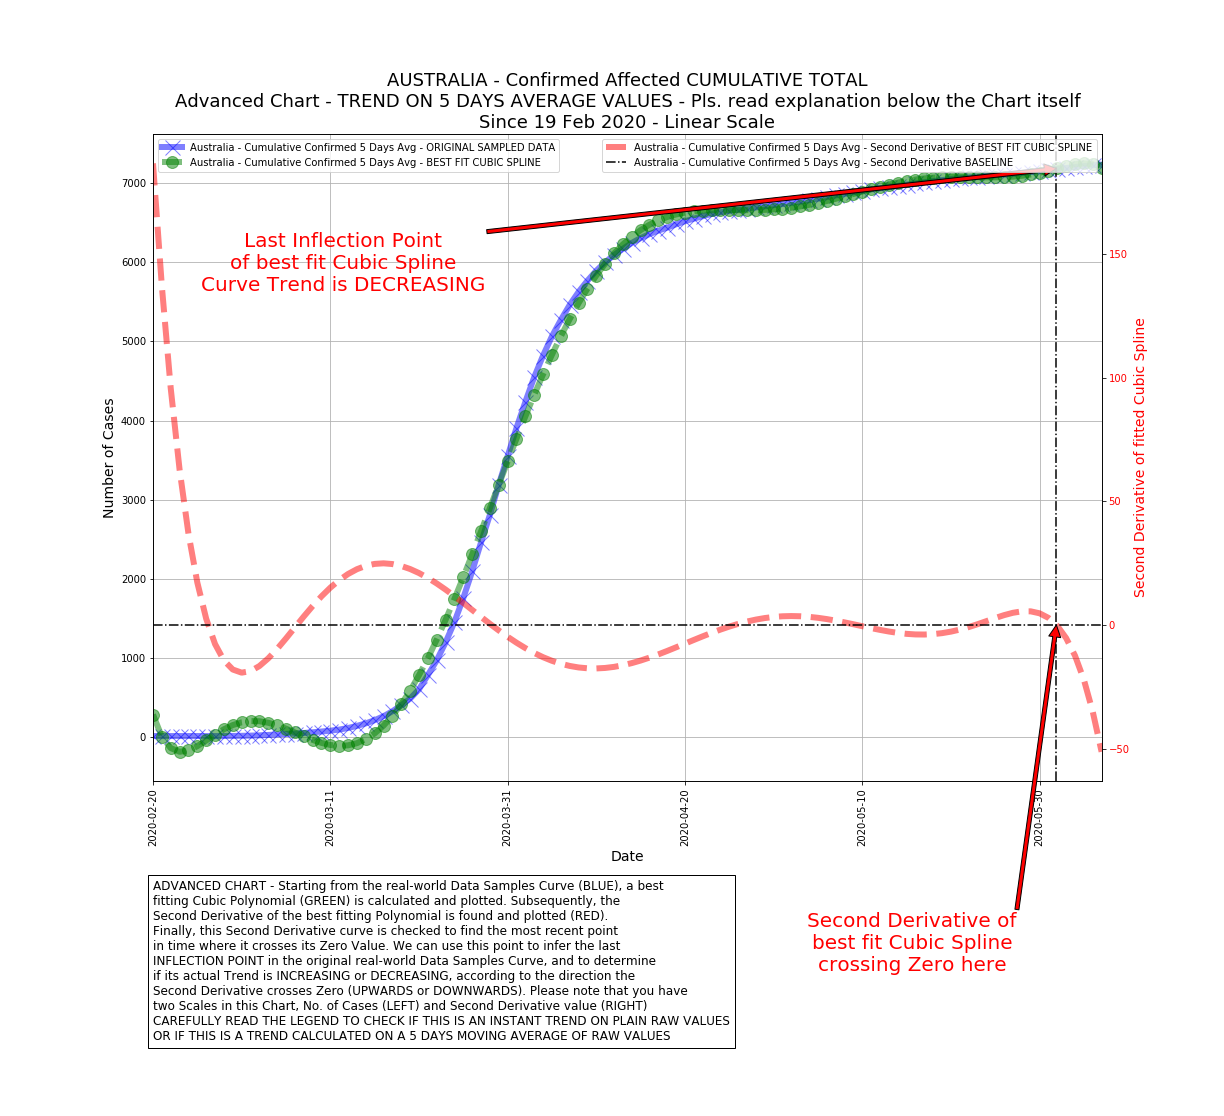 AUSTRALIA - Confirmed Affected CUMULATIVE TOTAL
Advanced Chart - TREND ON 5 DAYS AVERAGE VALUES - Pls. read explanation below the Chart itself
Since 19 Feb 2020 - Linear Scale
Australia - Cumulative Confirmed 5 Days Avg - ORIGINAL SAMPLED DATA
Australia - Cumulative Confirmed 5 Days Avg - BEST FIT CUBIC SPLINE
Australia - Cumulative Confirmed 5 Days Avg - Second Derivative of BEST FIT CUBIC SPLINE
Australia - Cumulative Confirmed 5 Days Avg - Second Derivative BASELINE
Last Inflection Point
of best fit Cubic Spline
Curve Trend is DECREASING
Number of Cases
7000
6000
5000
4000
3000
2000
1000
0
150
100
50
0
−50
Second Derivative of fitted Cubic Spline
2020-02-20
2020-03-11
2020-03-31
2020-04-20
2020-05-10
2020-05-30
Date
ADVANCED CHART - Starting from the real-world Data Samples Curve (BLUE), a best
fitting Cubic Polynomial (GREEN) is calculated and plotted. Subsequently, the
Second Derivative of the best fitting Polynomial is found and plotted (RED).
Finally, this Second Derivative curve is checked to find the most recent point
in time where it crosses its Zero Value. We can use this point to infer the last
INFLECTION POINT in the original real-world Data Samples Curve, and to determine
if its actual Trend is INCREASING or DECREASING, according to the direction the
Second Derivative crosses Zero (UPWARDS or DOWNWARDS). Please note that you have
two Scales in this Chart, No. of Cases (LEFT) and Second Derivative value (RIGHT)
CAREFULLY READ THE LEGEND TO CHECK IF THIS IS AN INSTANT TREND ON PLAIN RAW VALUES
OR IF THIS IS A TREND CALCULATED ON A 5 DAYS MOVING AVERAGE OF RAW VALUES
Second Derivative of
best fit Cubic Spline
crossing Zero here